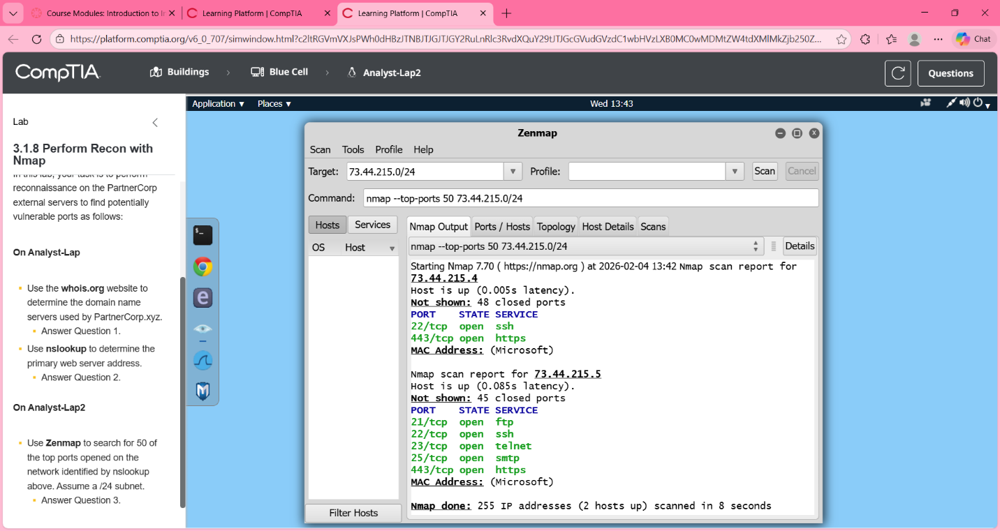 Course Modules: Introduction to I
Learning Platform | CompTIA
Learning Platform | CompTIA
https://platform.comptia.org/v6_0_707/simwindow.html?
Chat
CompTIA.
Buildings > Blue Cell > Analyst-Lap2
Questions
Application ▼ Places ▼ Wed 13:43
Lab
3.1.8 Perform Recon with
Nmap
reconnaissance on the PartnerCorp
external servers to find potentially
vulnerable ports as follows:
On Analyst-Lap
Use the whois.org website to
determine the domain name
servers used by PartnerCorp.xyz.
Answer Question 1.
Use nslookup to determine the
primary web server address.
Answer Question 2.
On Analyst-Lap2
Use Zenmap to search for 50 of
the top ports opened on the
network identified by nslookup
above. Assume a /24 subnet.
Answer Question 3.
Zenmap
Scan Tools Profile Help
Target: 73.44.215.0/24 Profile: Scan Cancel
Command: nmap --top-ports 50 73.44.215.0/24
Hosts Services
OS Host
Filter Hosts
Nmap Output Ports / Hosts Topology Host Details Scans
nmap --top-ports 50 73.44.215.0/24 Details
Starting Nmap 7.70 ( https://nmap.org ) at 2026-02-04 13:42 Nmap scan report for
73.44.215.4
Host is up (0.005s latency).
Not shown: 48 closed ports
PORT STATE SERVICE
22/tcp open ssh
443/tcp open https
MAC Address: (Microsoft)
Nmap scan report for 73.44.215.5
Host is up (0.085s latency).
Not shown: 45 closed ports
PORT STATE SERVICE
21/tcp open ftp
22/tcp open ssh
23/tcp open telnet
25/tcp open smtp
443/tcp open https
MAC Address: (Microsoft)
Nmap done: 255 IP addresses (2 hosts up) scanned in 8 seconds